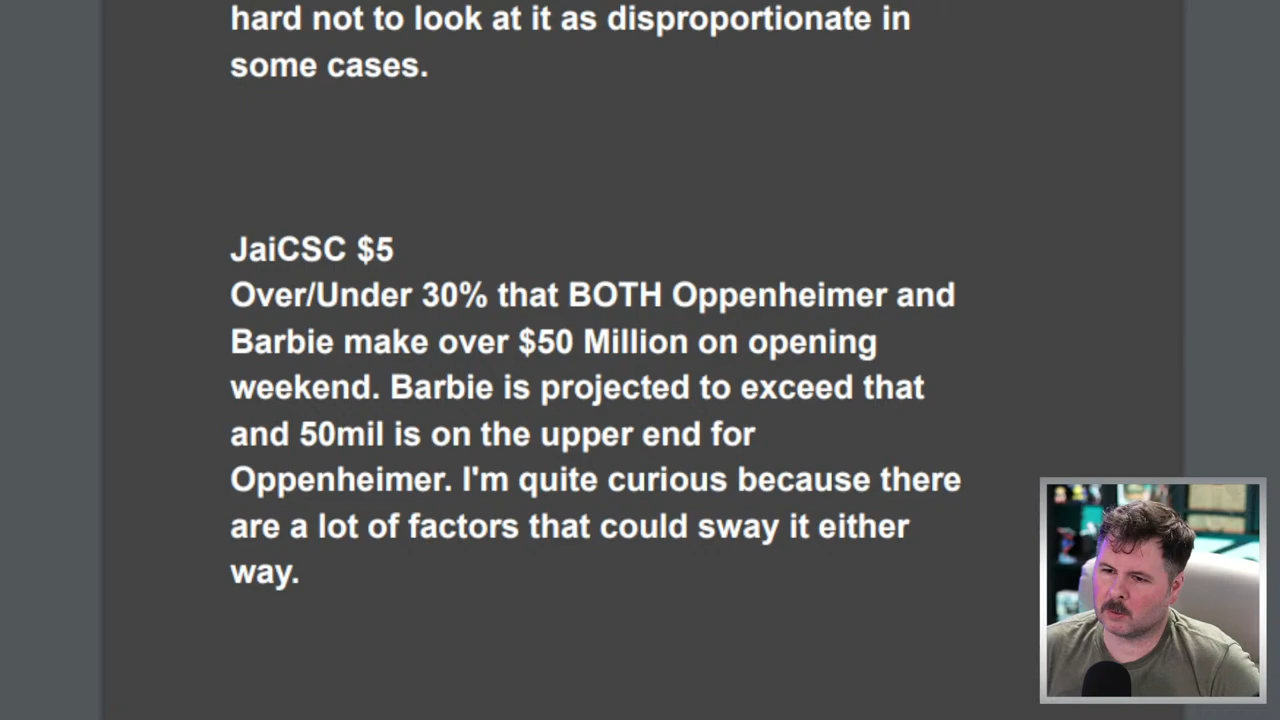 hard not to look at it as disproportionate in
some cases.
JaiCSC $5
Over/Under 30% that BOTH Oppenheimer and
Barbie make over $50 Million on opening
weekend. Barbie is projected to exceed that
and 50mil is on the upper end for
Oppenheimer. I'm quite curious because there
are a lot of factors that could sway it either
way.